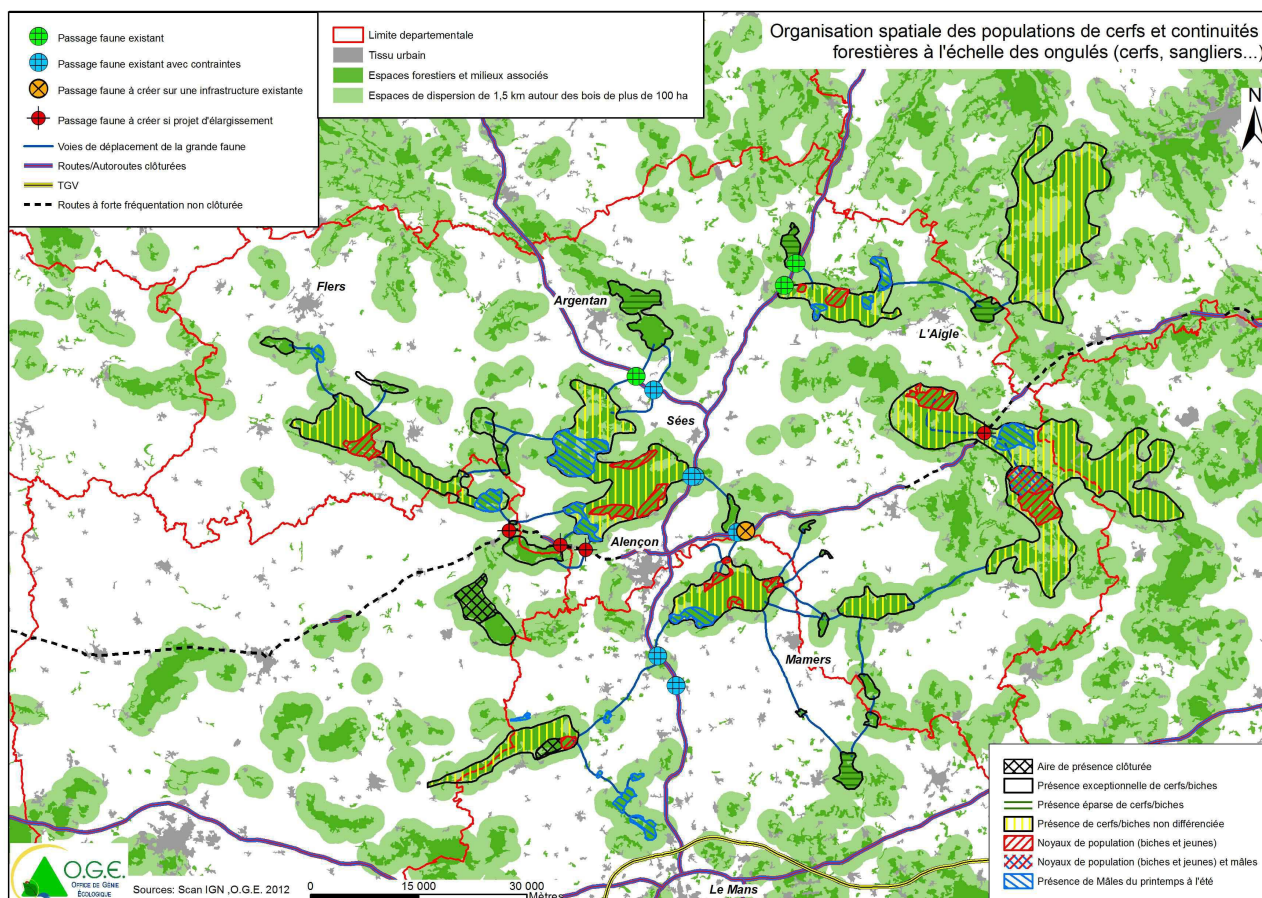 Passage faune existant
Passage faune existant avec contraintes
Passage faune à créer sur une infrastructure existante
Passage faune à créer si projet d'élargissement
Voies de déplacement de la grande faune
Routes/Autoroutes clôturées
TGV
Routes à forte fréquentation non clôturée
Limite departementale
Tissu urbain
Espaces forestiers et milieux associés
Espaces de dispersion de 1,5 km autour des bois de plus de 100 ha
Organisation spatiale des populations de cerfs et continuités
forestières à l'échelle des ongulés (cerfs, sangliers...)
N
Flers
Argentan
L'Aigle
Sées
Alençon
Mamers
Le Mans
Aire de présence clôturée
Présence exceptionnelle de cerfs/biches
Présence éparse de cerfs/biches
Présence de cerfs/biches non différenciée
Noyaux de population (biches et jeunes)
Noyaux de population (biches et jeunes) et mâles
Présence de Mâles du printemps à l'été
O.G.E.
OFFICE DE GÉNIE
ÉCOLOGIQUE
Sources: Scan IGN ,O.G.E. 2012
0 15 000 30 000
Mètres